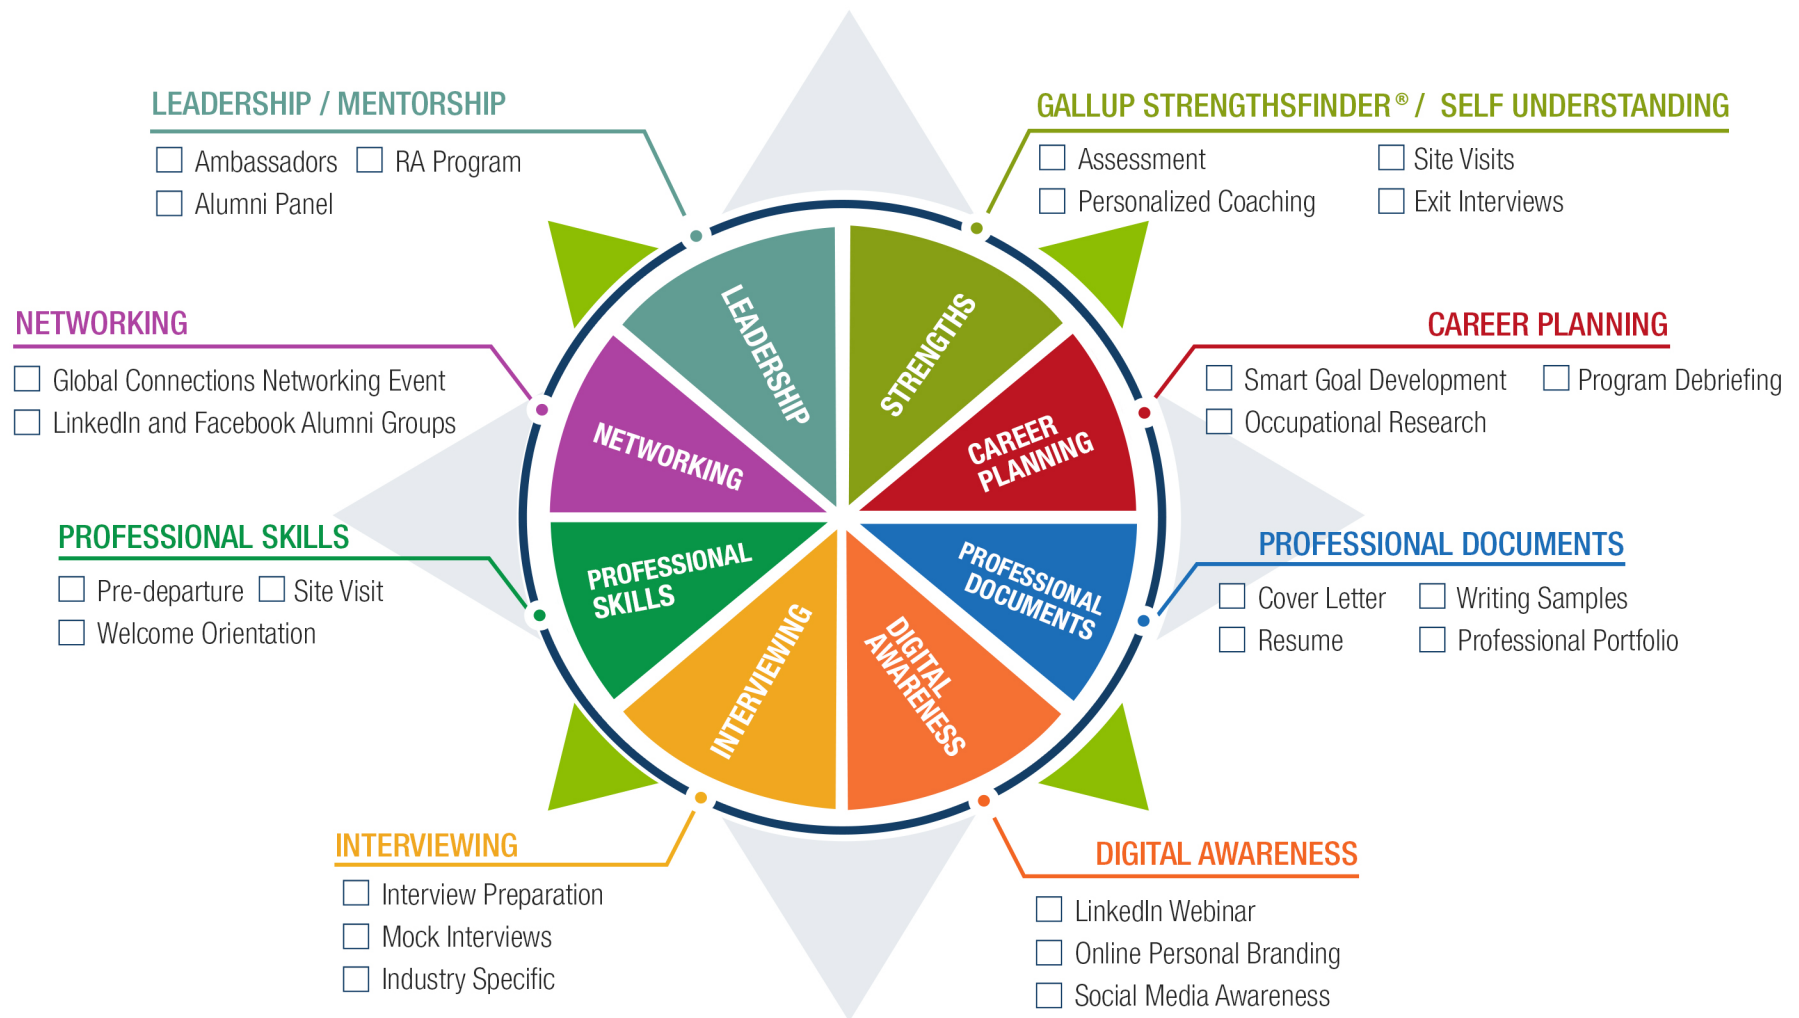 LEADERSHIP / MENTORSHIP
Ambassadors
RA Program
Alumni Panel
GALLUP STRENGTHSFINDER® / SELF UNDERSTANDING
Assessment
Site Visits
Personalized Coaching
Exit Interviews
NETWORKING
Global Connections Networking Event
LinkedIn and Facebook Alumni Groups
CAREER PLANNING
Smart Goal Development
Program Debriefing
Occupational Research
PROFESSIONAL SKILLS
Pre-departure
Site Visit
Welcome Orientation
PROFESSIONAL DOCUMENTS
Cover Letter
Writing Samples
Resume
Professional Portfolio
INTERVIEWING
Interview Preparation
Mock Interviews
Industry Specific
DIGITAL AWARENESS
LinkedIn Webinar
Online Personal Branding
Social Media Awareness
LEADERSHIP
STRENGTHS
CAREER
PLANNING
PROFESSIONAL
DOCUMENTS
DIGITAL
AWARENESS
INTERVIEWING
PROFESSIONAL
SKILLS
NETWORKING